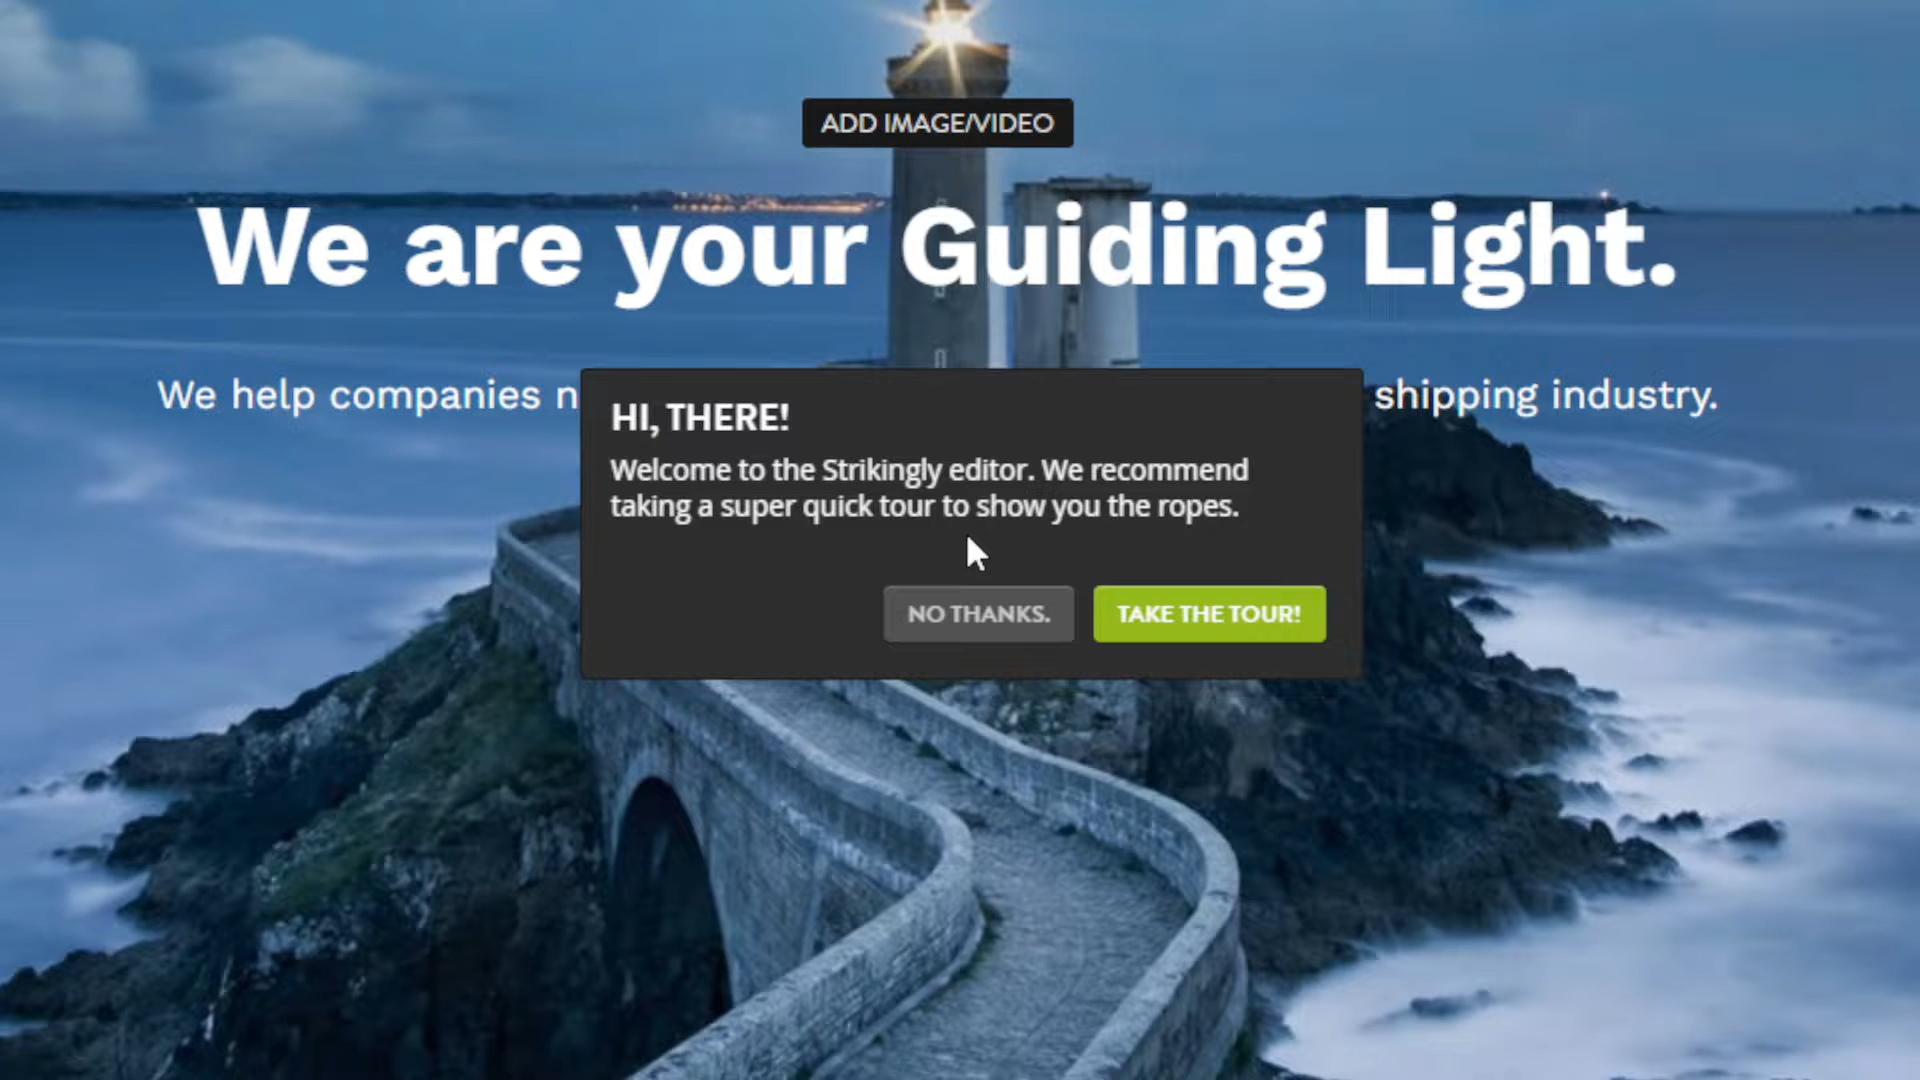 ADD IMAGE/VIDEO
We are your Guiding Light.
We help companies n shipping industry.
HI, THERE!
Welcome to the Strikingly editor. We recommend
taking a super quick tour to show you the ropes.
NO THANKS. TAKE THE TOUR!